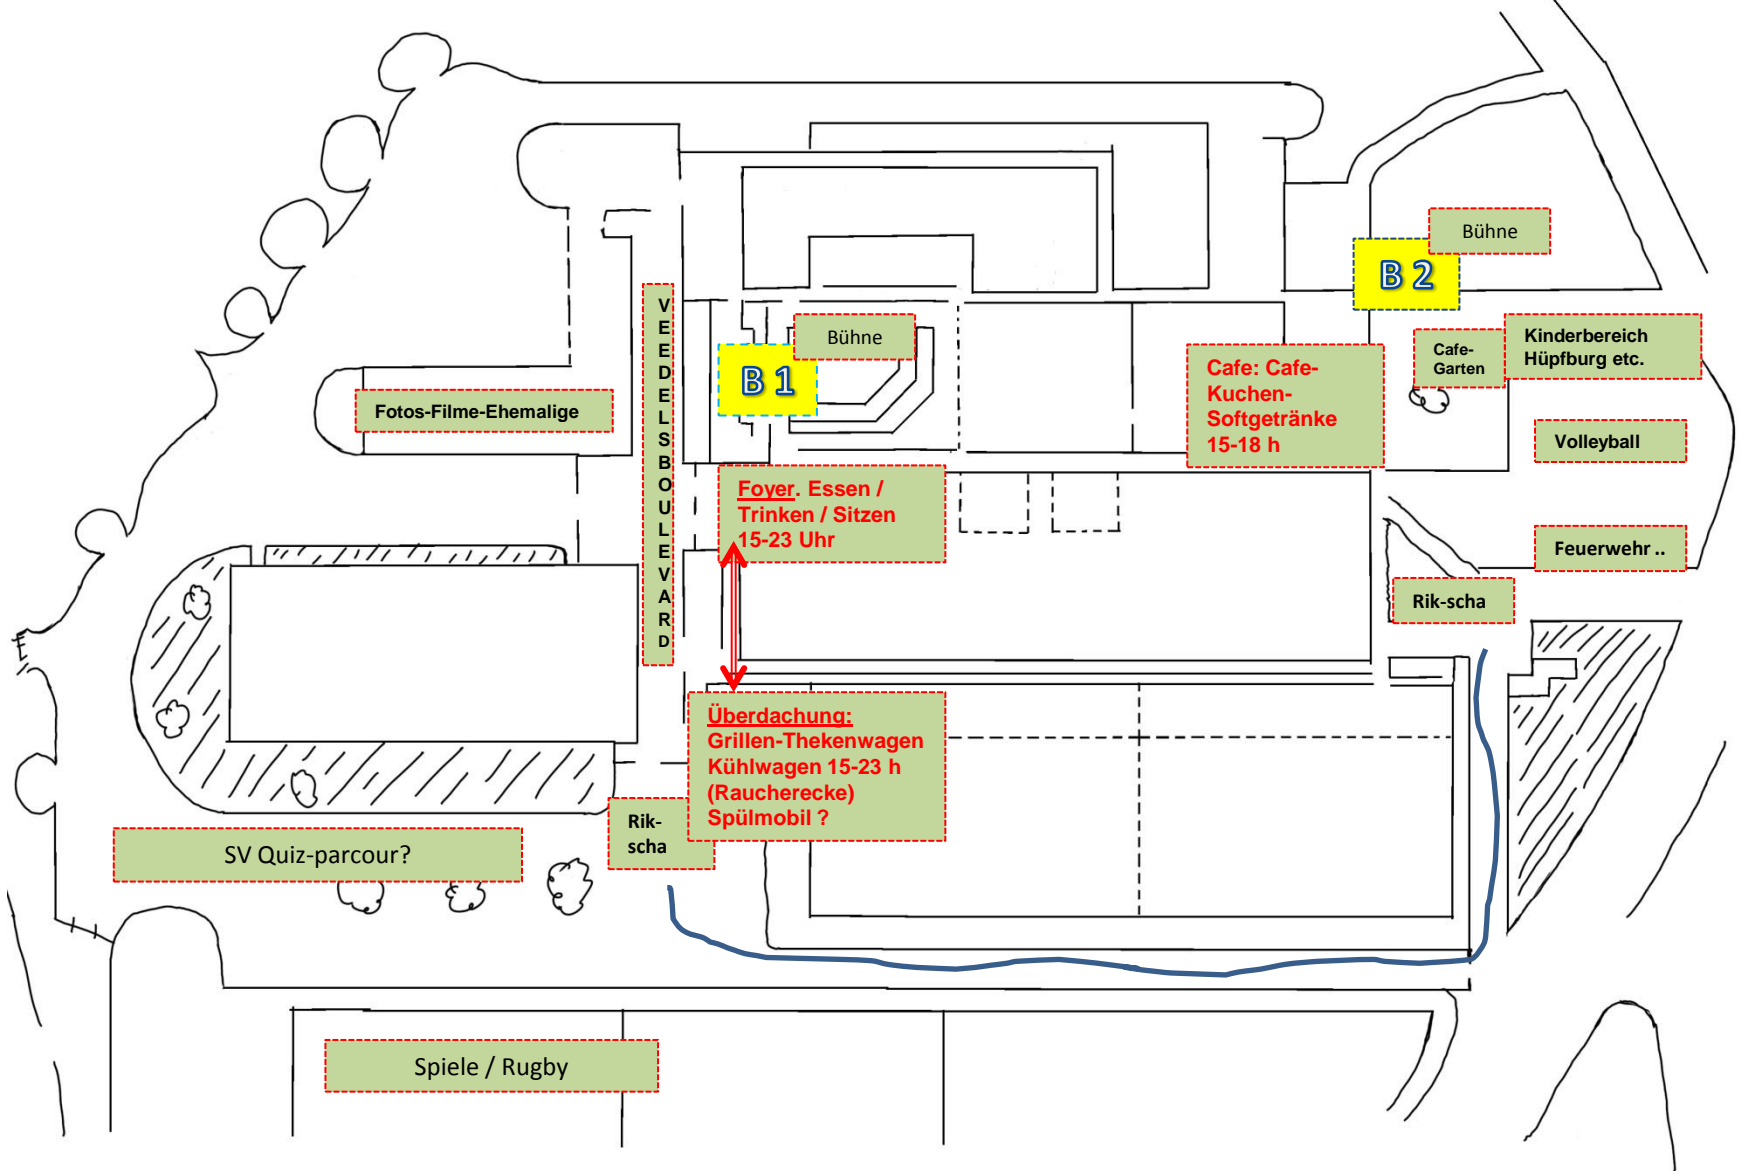 Bühne
B 2
VEEDELSBOULEVARD
Bühne
B 1
Cafe: Cafe-
Kuchen-
Softgetränke
15-18 h
Cafe-
Garten
Kinderbereich
Hüpfburg etc.
Fotos-Filme-Ehemalige
Volleyball
Foyer. Essen /
Trinken / Sitzen
15-23 Uhr
Feuerwehr ..
Rik-scha
Überdachung:
Grillen-Thekenwagen
Kühlwagen 15-23 h
(Raucherecke)
Spülmobil ?
Rik-
scha
SV Quiz-parcour?
Spiele / Rugby